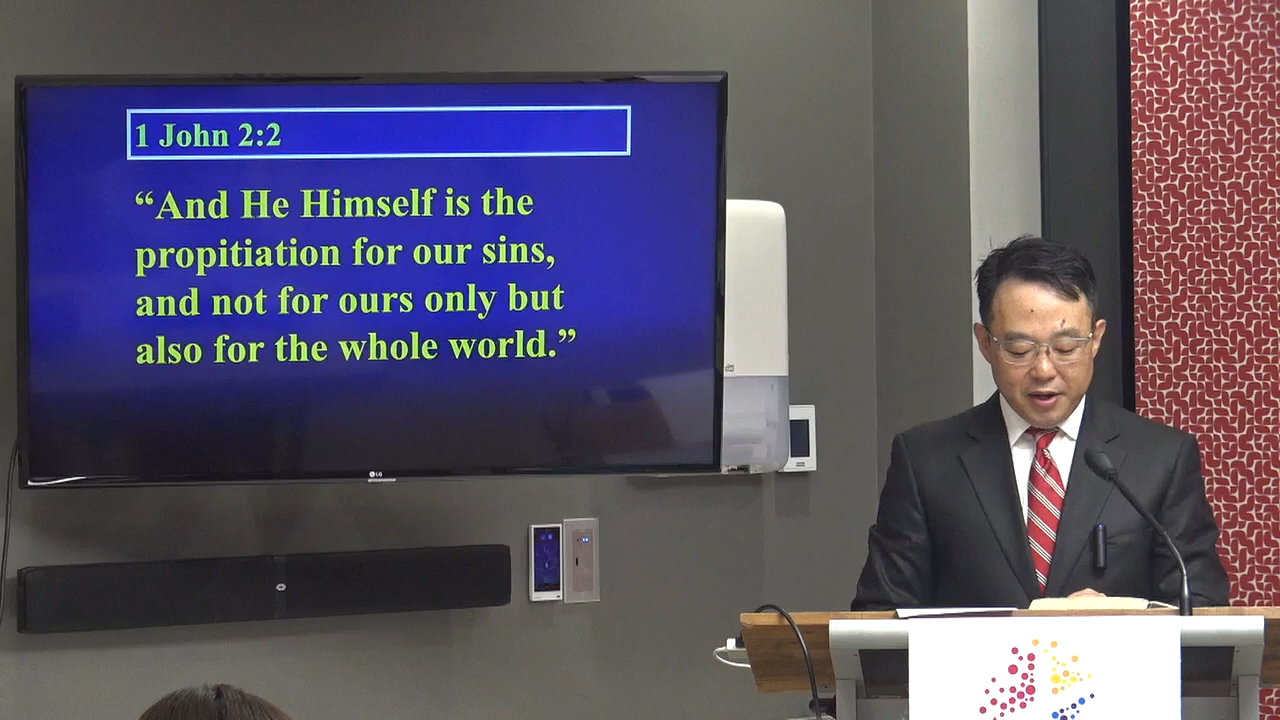 1 John 2:2
“And He Himself is the
propitiation for our sins,
and not for ours only but
also for the whole world.”
LG